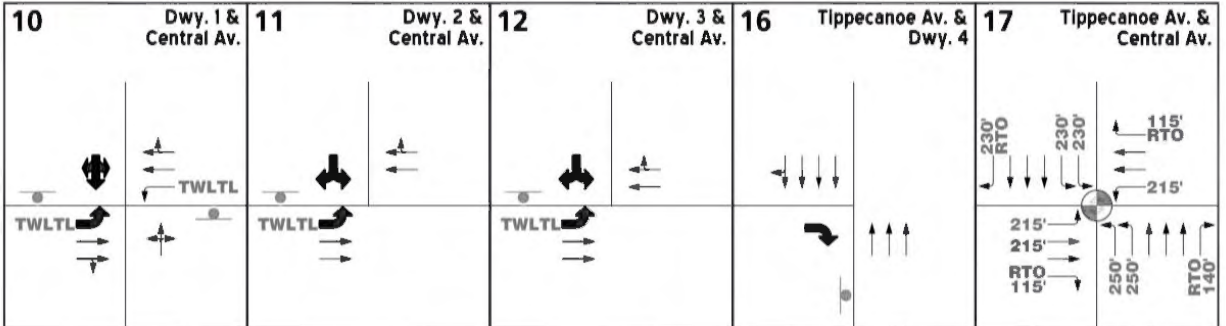 10
Dwy. 1 &
Central Av.
TWLTL
TWLTL
11
Dwy. 2 &
Central Av.
TWLTL
12
Dwy. 3 &
Central Av.
TWLTL
16
Tippecanoe Av. &
Dwy. 4
17
Tippecanoe Av. &
Central Av.
230'
RTO
230'
230'
115'
RTO
215'
215'
215'
RTO
115'
250'
250'
RTO
140'